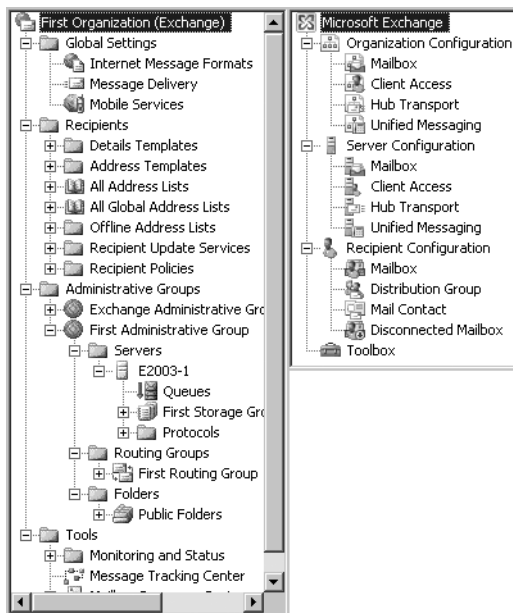 First Organization (Exchange)
Global Settings
Internet Message Formats
Message Delivery
Mobile Services
Recipients
Details Templates
Address Templates
All Address Lists
All Global Address Lists
Offline Address Lists
Recipient Update Services
Recipient Policies
Administrative Groups
Exchange Administrative Gro
First Administrative Group
Servers
E2003-1
Queues
First Storage Gro
Protocols
Routing Groups
First Routing Group
Folders
Public Folders
Tools
Monitoring and Status
Message Tracking Center
Microsoft Exchange
Organization Configuration
Mailbox
Client Access
Hub Transport
Unified Messaging
Server Configuration
Mailbox
Client Access
Hub Transport
Unified Messaging
Recipient Configuration
Mailbox
Distribution Group
Mail Contact
Disconnected Mailbox
Toolbox